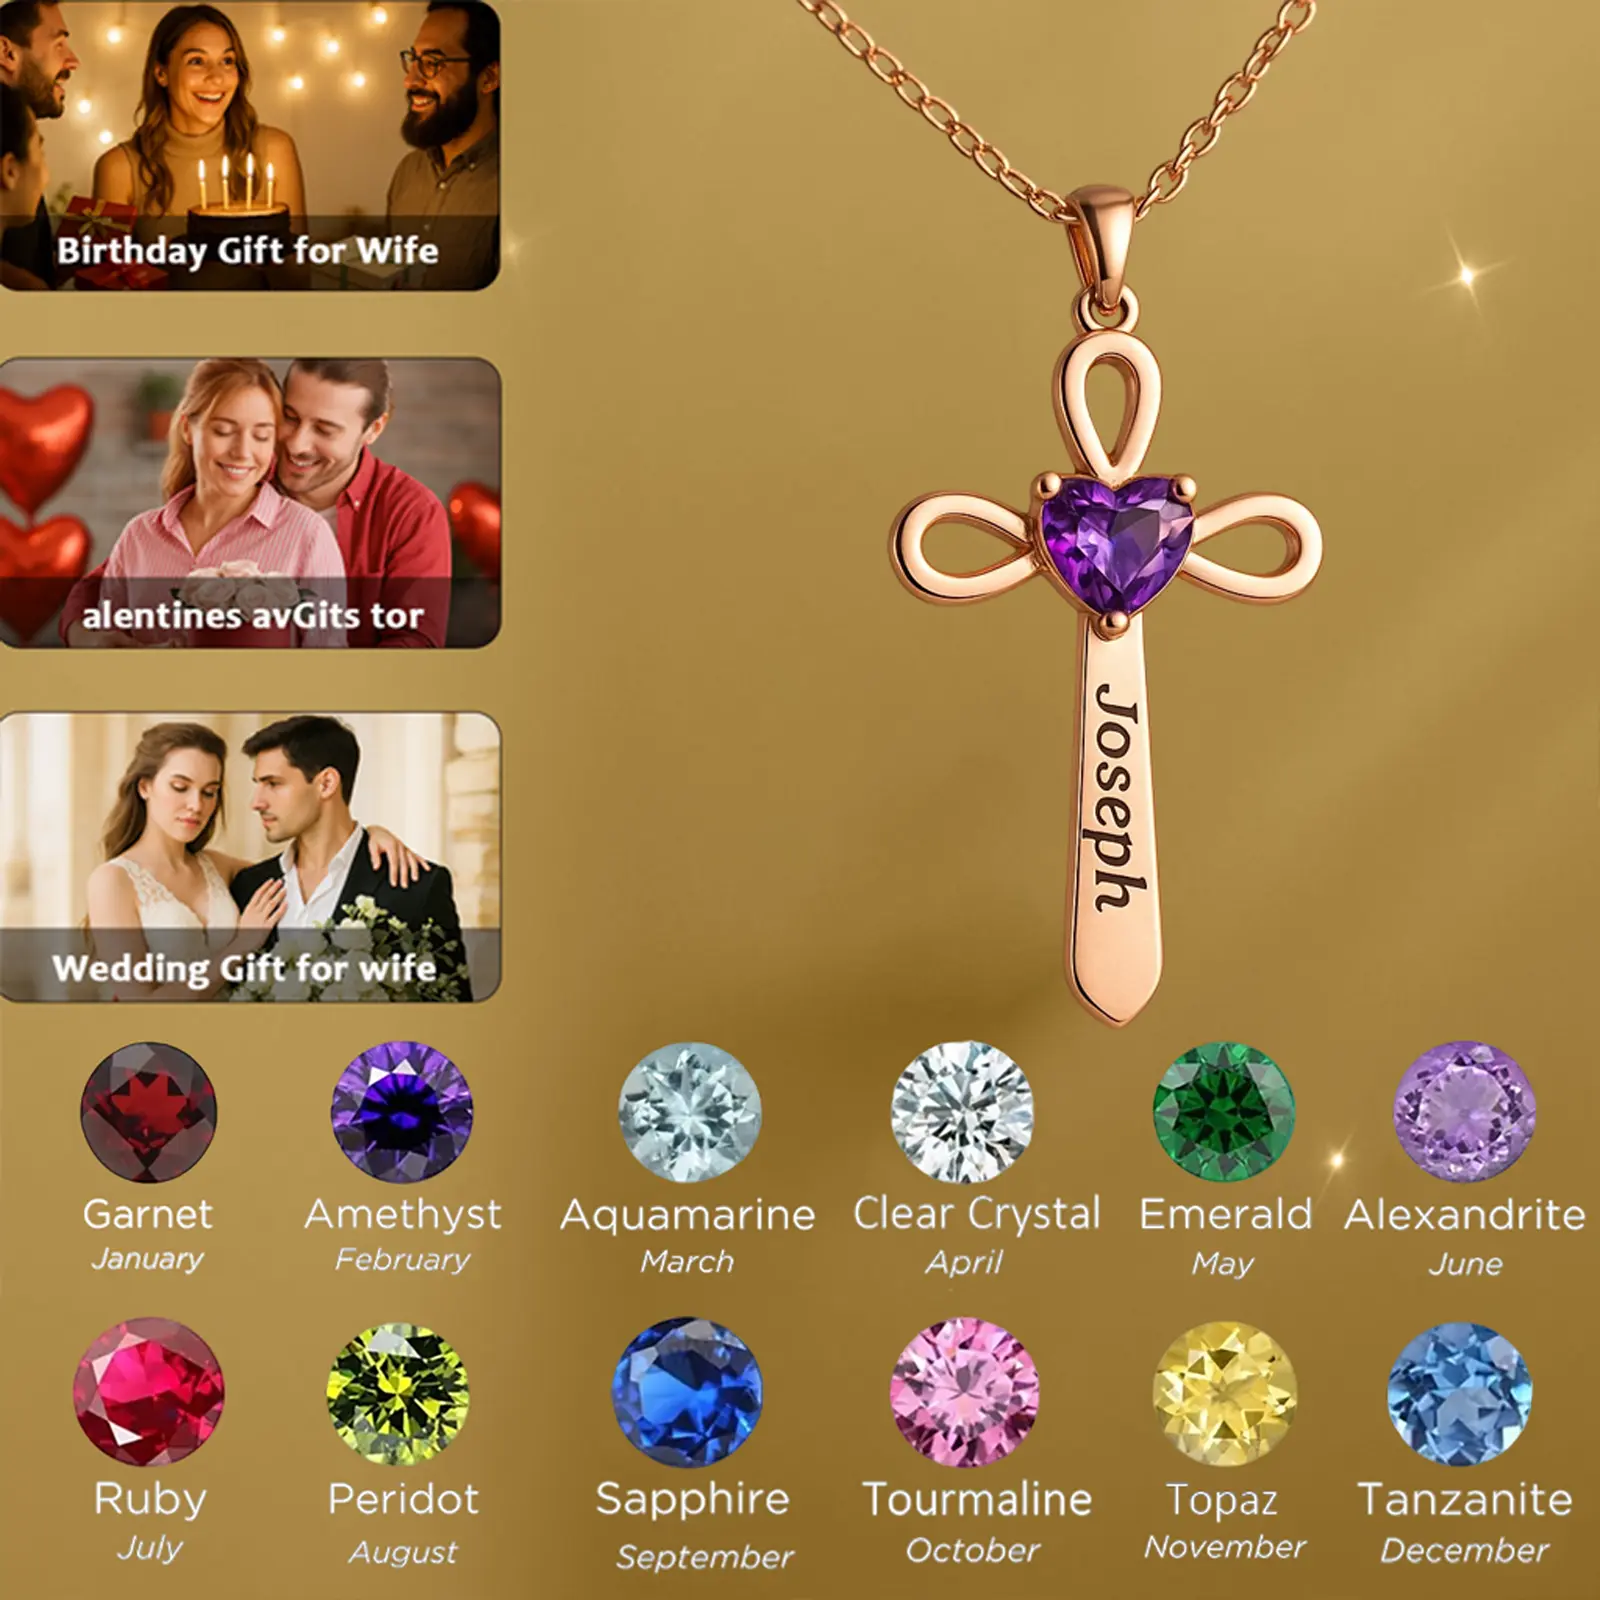 Birthday Gift for Wife
alentines avGits tor
Wedding Gift for wife
Joseph
Garnet
January
Amethyst
February
Aquamarine
March
Clear Crystal
April
Emerald
May
Alexandrite
June
Ruby
July
Peridot
August
Sapphire
September
Tourmaline
October
Topaz
November
Tanzanite
December